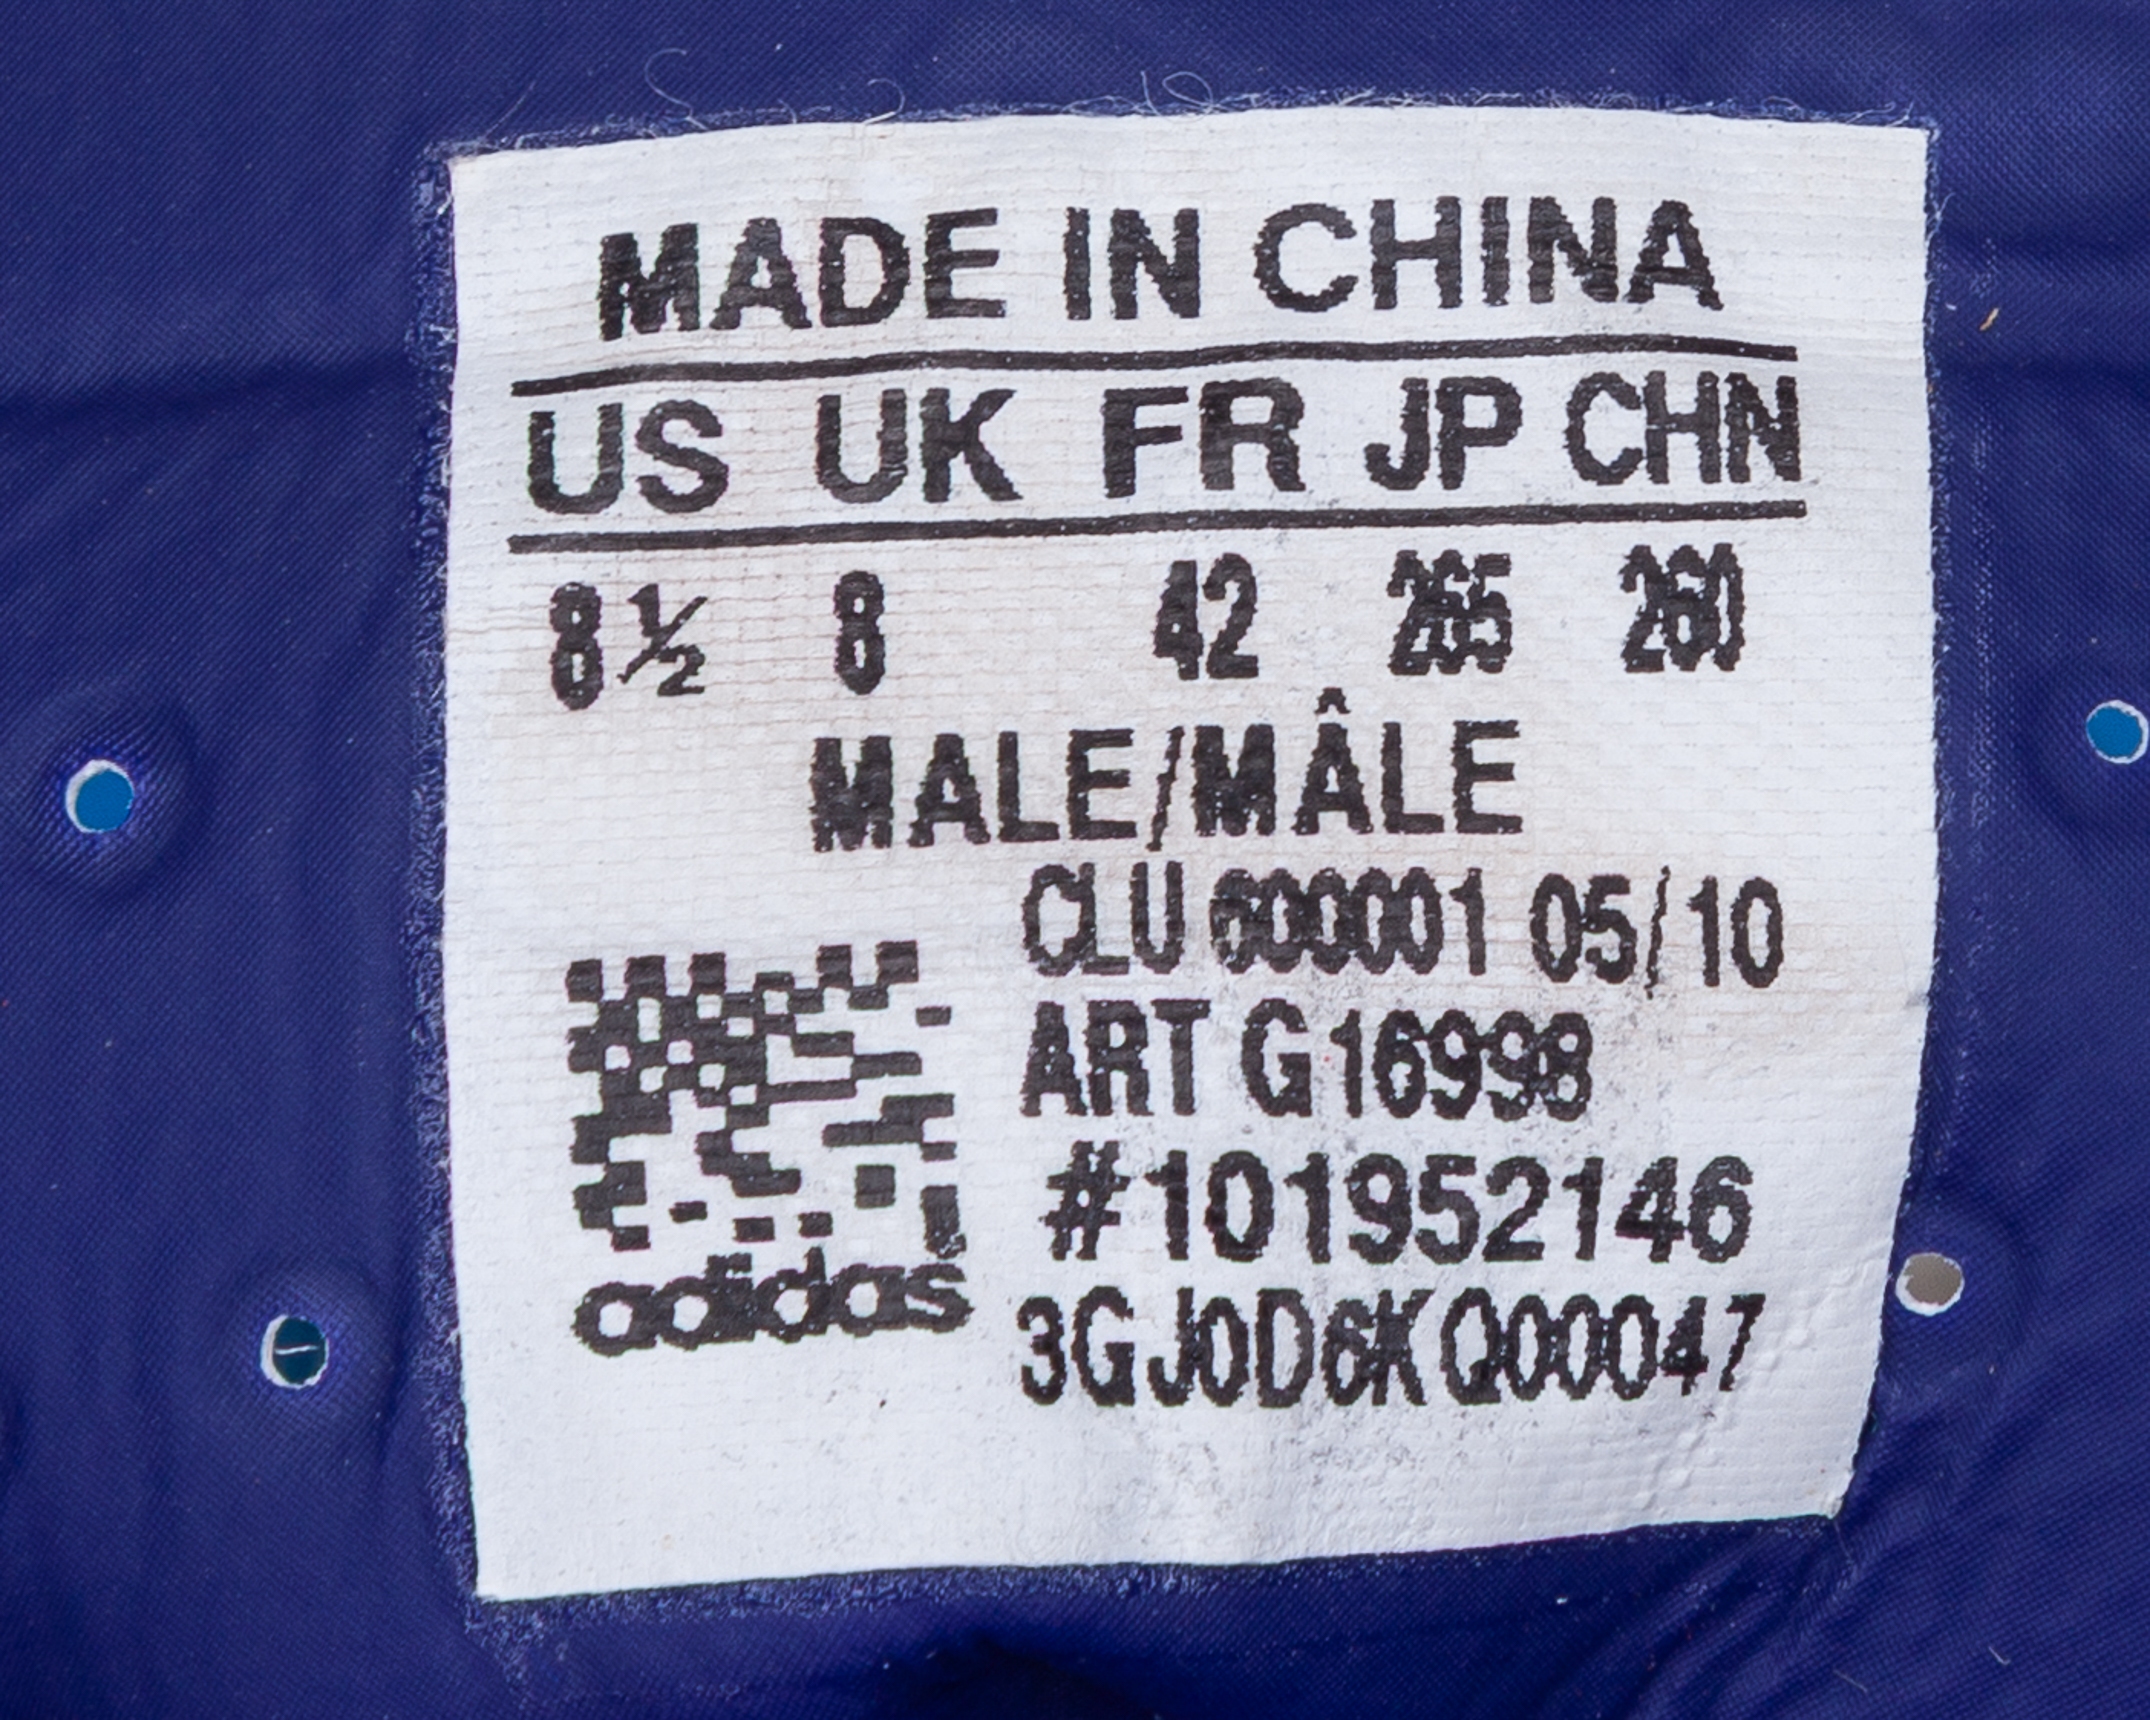 MADE IN CHINA
US UK FR JP CHN
8½ 8 42 265 260
MALE/MÂLE
CLU 600001 05/10
ART G16998
#101952146
adidas
3GJ0D6KQ00047